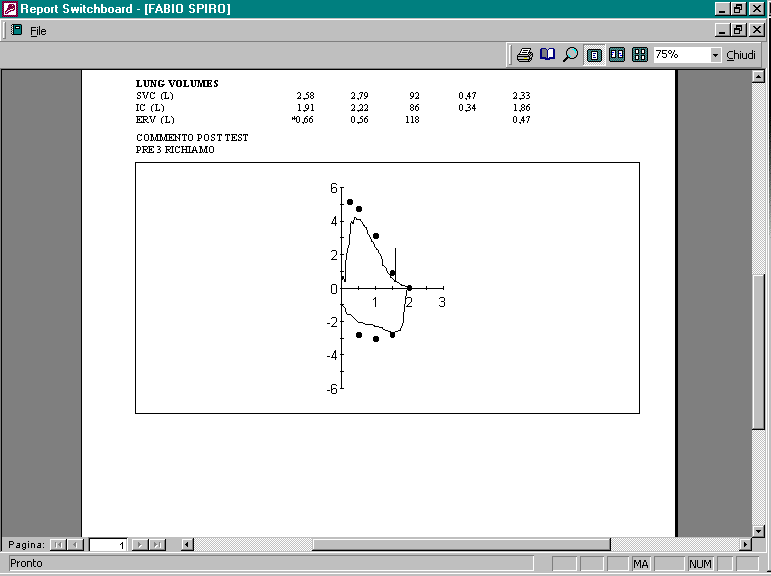 Report Switchboard - [FABIO SPIRO]
File
75% Chiudi
LUNG VOLUMES
SVC (L) 2,58 2,79 92 0,47 2,33
IC (L) 1,91 2,22 86 0,34 1,86
ERV (L) *0,66 0,56 118 0,47
COMMENTO POST TEST
PRE 3 RICHIAMO
6
4
2
0
1 2 3
-2
-4
-6
Pagina: 1
Pronto MA NUM